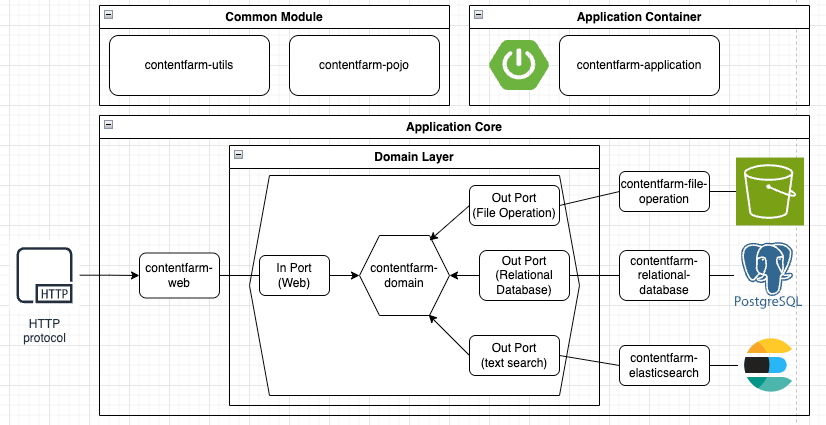 Common Module
contentfarm-utils
contentfarm-pojo
Application Container
contentfarm-application
Application Core
Domain Layer
HTTP
HTTP
protocol
contentfarm-
web
In Port
(Web)
contentfarm-
domain
Out Port
(File Operation)
Out Port
(Relational
Database)
Out Port
(text search)
contentfarm-file-
operation
contentfarm-
relational-
database
contentfarm-
elasticsearch
PostgreSQL